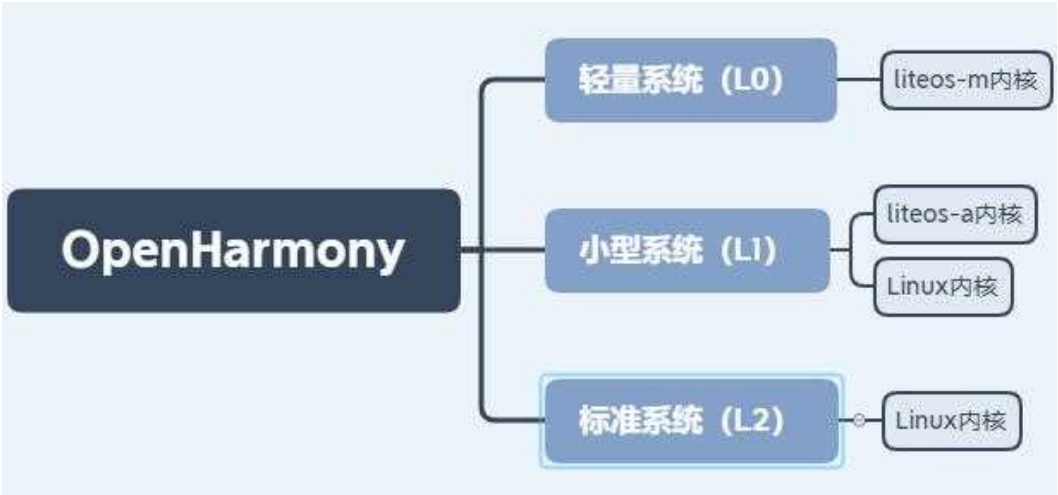 OpenHarmony
轻量系统（L0）
liteos-m内核
小型系统（L1）
liteos-a内核
Linux内核
标准系统（L2）
Linux内核